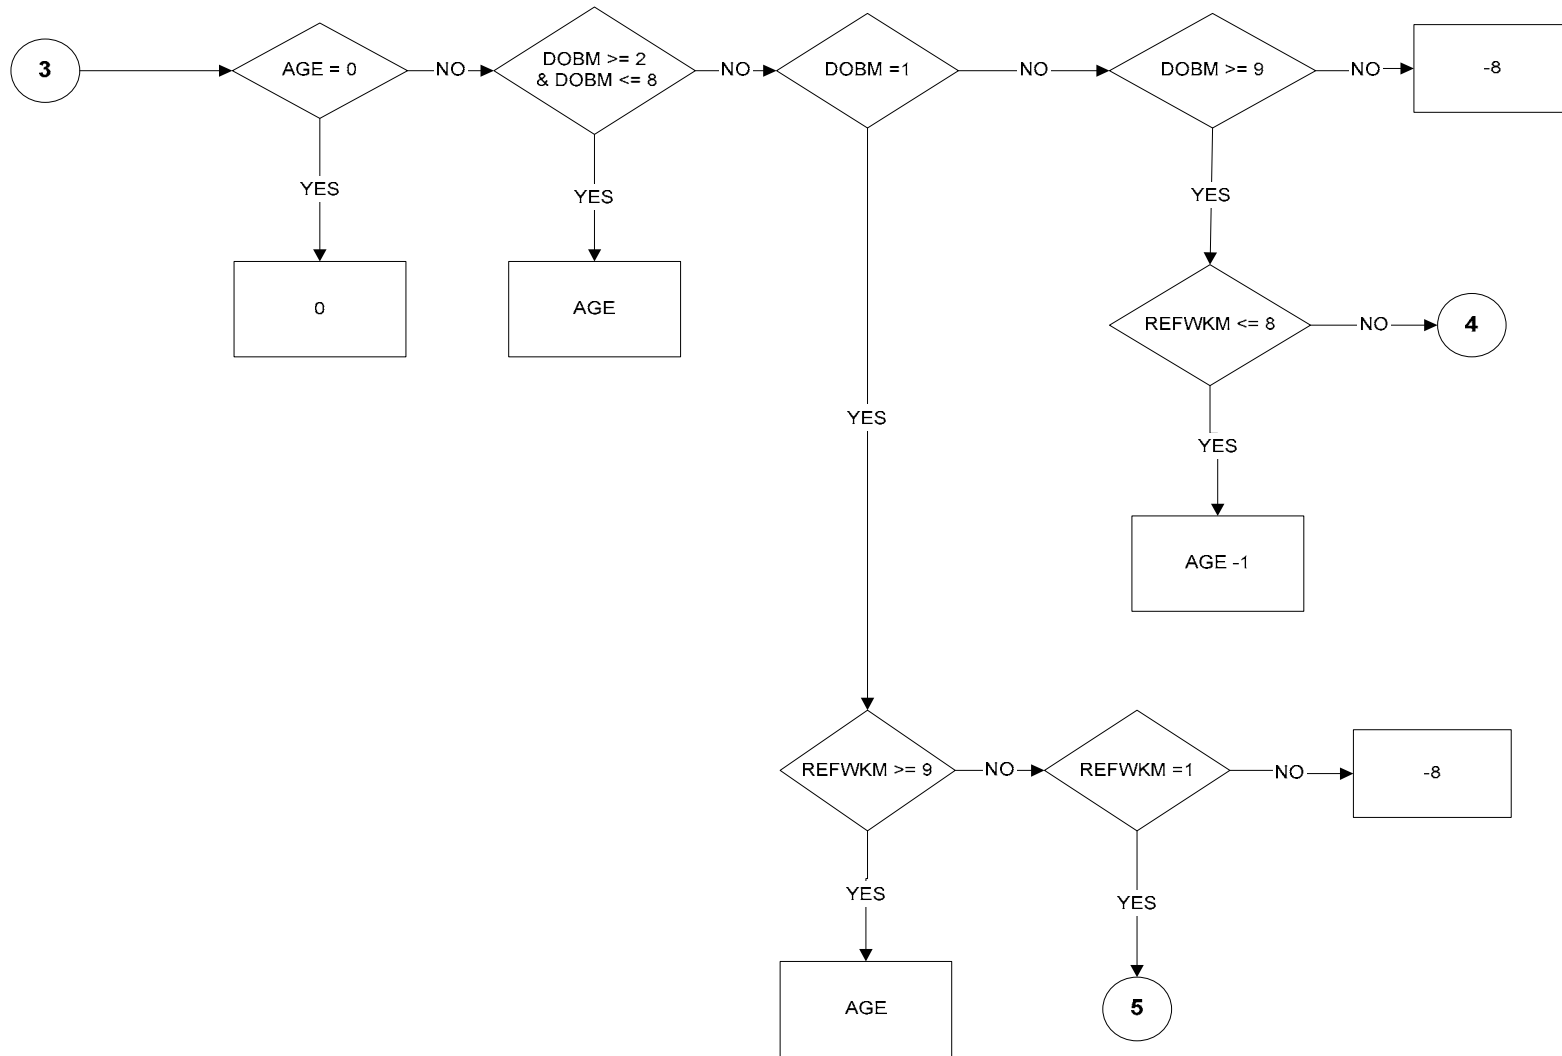 3
AGE = 0
NO
DOBM >= 2
& DOBM <= 8
NO
DOBM =1
NO
DOBM >= 9
NO
-8
YES
YES
YES
0
AGE
REFWKM <= 8
NO
4
YES
YES
AGE -1
REFWKM >= 9
NO
REFWKM =1
NO
-8
YES
YES
AGE
5